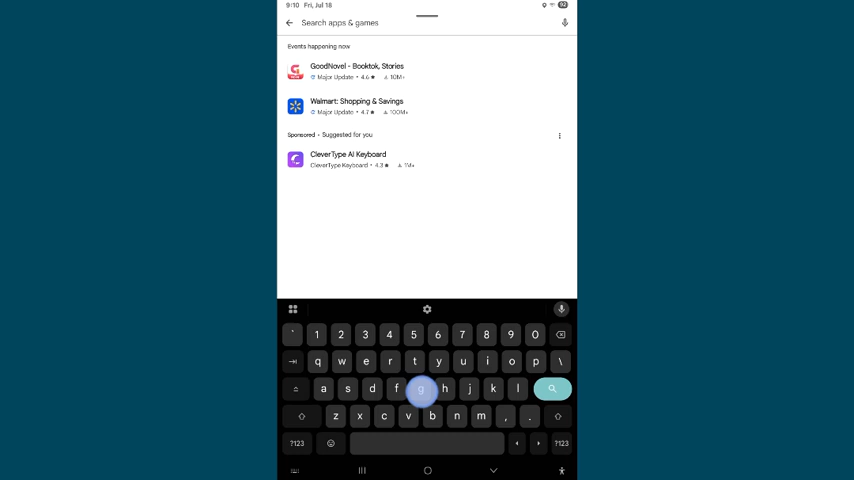 9:10 Fri, Jul 18 92
Search apps & games
Events happening now
GoodNovel - Booktok, Stories
Major Update • 4.6 ★ 10M+
Walmart: Shopping & Savings
Major Update • 4.7 ★ 100M+
Sponsored • Suggested for you
CleverType AI Keyboard
CleverType Keyboard • 4.3 ★ 1M+
` 1 2 3 4 5 6 7 8 9 0
q w e r t y u i o p \
a s d f g h j k l
z x c v b n m , .
?123 ?123